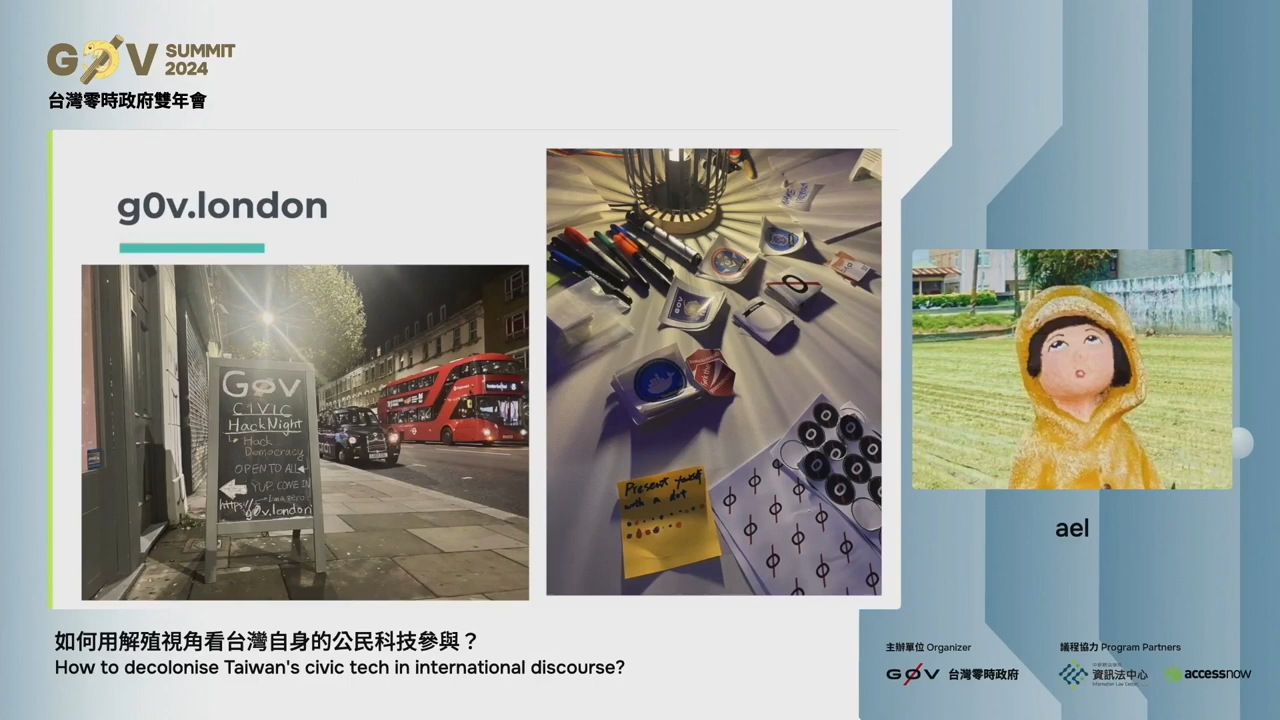 G0V SUMMIT 2024
台灣零時政府雙年會
g0v.london
G0V
CIVIC
HackNight
Hack
Democracy
OPEN TO ALL
YUP COME IN
g0v.london
Present yourself
with a dot
ael
如何用解殖視角看台灣自身的公民科技參與？
How to decolonise Taiwan's civic tech in international discourse?
主辦單位 Organizer
G0V 台灣零時政府
議程協力 Program Partners
資訊法中心
Information Law Center
accessnow